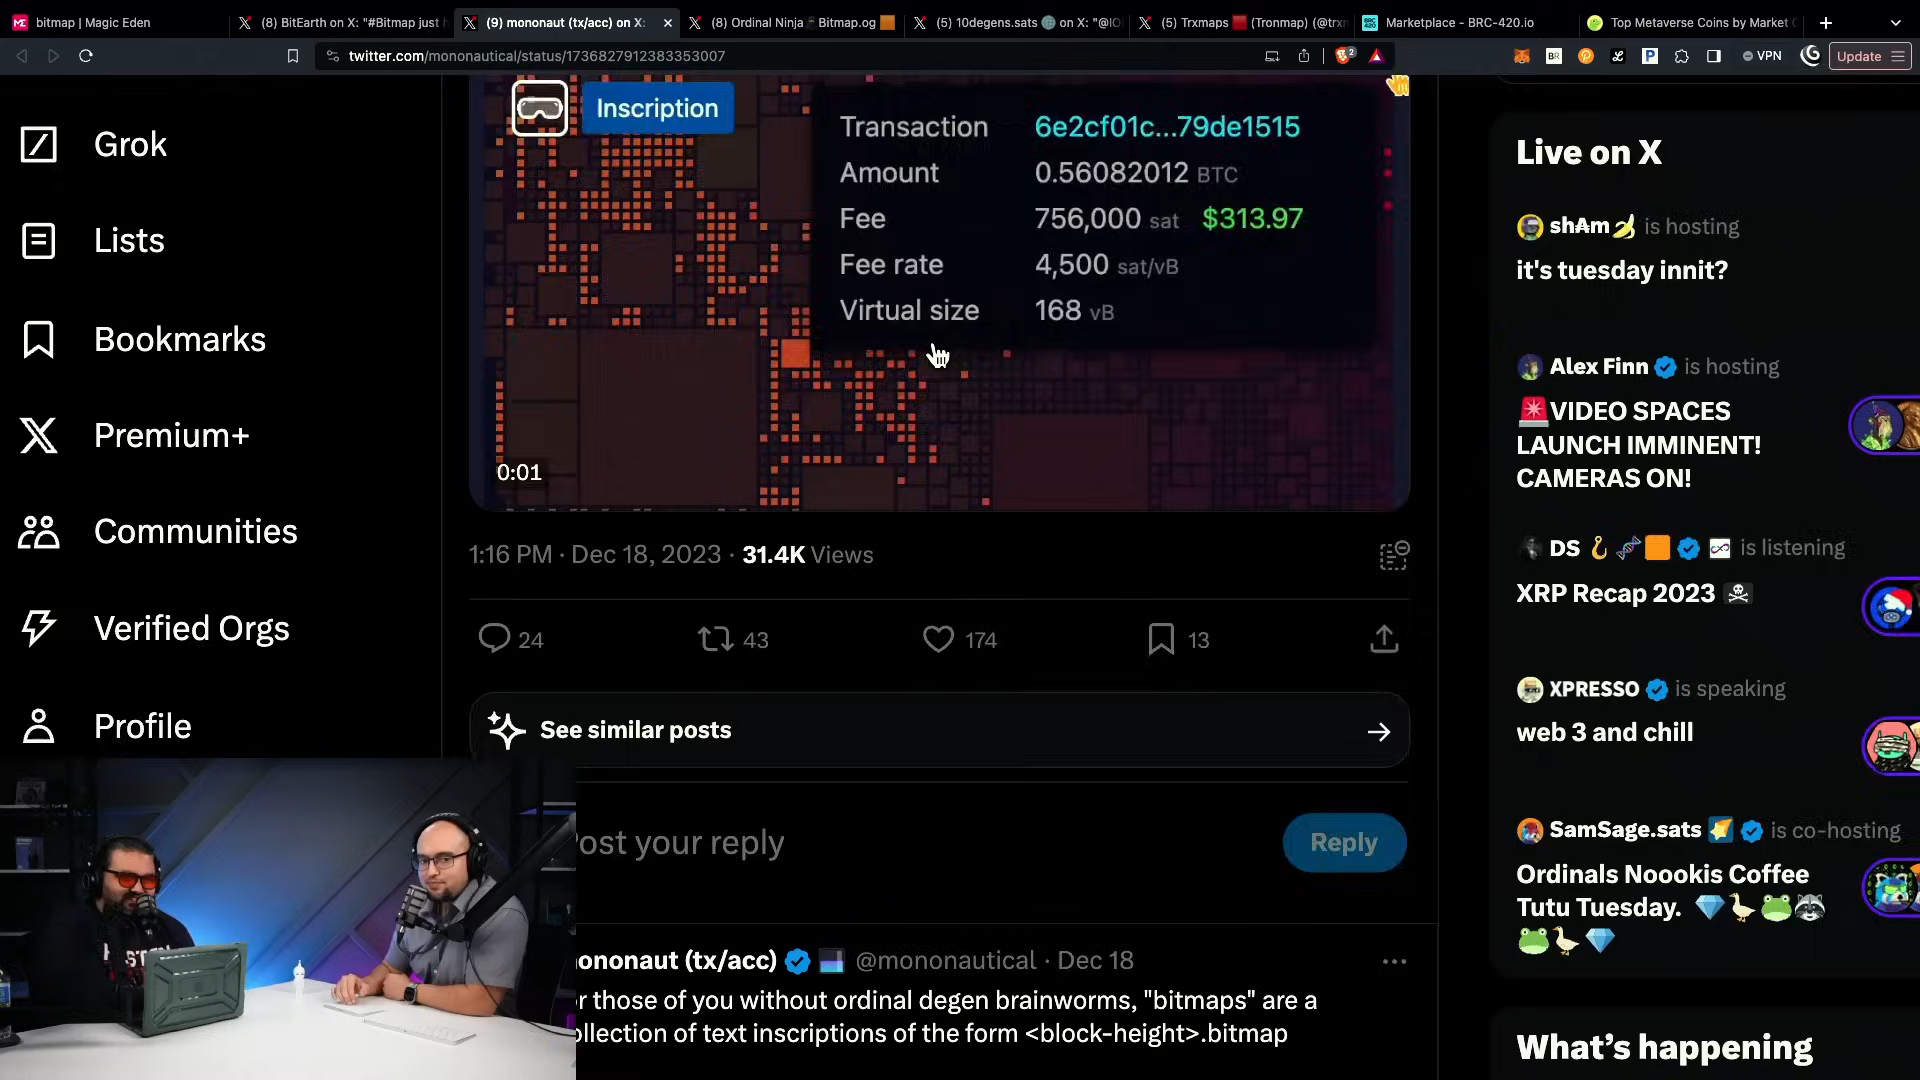 bitmap | Magic Eden
(8) BitEarth on X: "#Bitmap just h
(9) mononaut (tx/acc) on X:
(8) Ordinal Ninja Bitmap.og
(5) 10degens.sats on X: "@IO
(5) Trxmaps (Tronmap) (@trxm
Marketplace - BRC-420.io
Top Metaverse Coins by Market C
twitter.com/mononautical/status/1736827912383353007
2
VPN
Update
Grok
Lists
Bookmarks
Premium+
Communities
Verified Orgs
Profile
Inscription
Transaction 6e2cf01c...79de1515
Amount 0.56082012 BTC
Fee 756,000 sat $313.97
Fee rate 4,500 sat/vB
Virtual size 168 vB
0:01
1:16 PM · Dec 18, 2023 · 31.4K Views
24 43 174 13
See similar posts
ost your reply
Reply
ononaut (tx/acc) @mononautical · Dec 18
r those of you without ordinal degen brainworms, "bitmaps" are a
ollection of text inscriptions of the form <block-height>.bitmap
Live on X
shAm is hosting
it's tuesday innit?
Alex Finn is hosting
VIDEO SPACES
LAUNCH IMMINENT!
CAMERAS ON!
DS is listening
XRP Recap 2023
XPRESSO is speaking
web 3 and chill
SamSage.sats is co-hosting
Ordinals Noookis Coffee
Tutu Tuesday.
What's happening